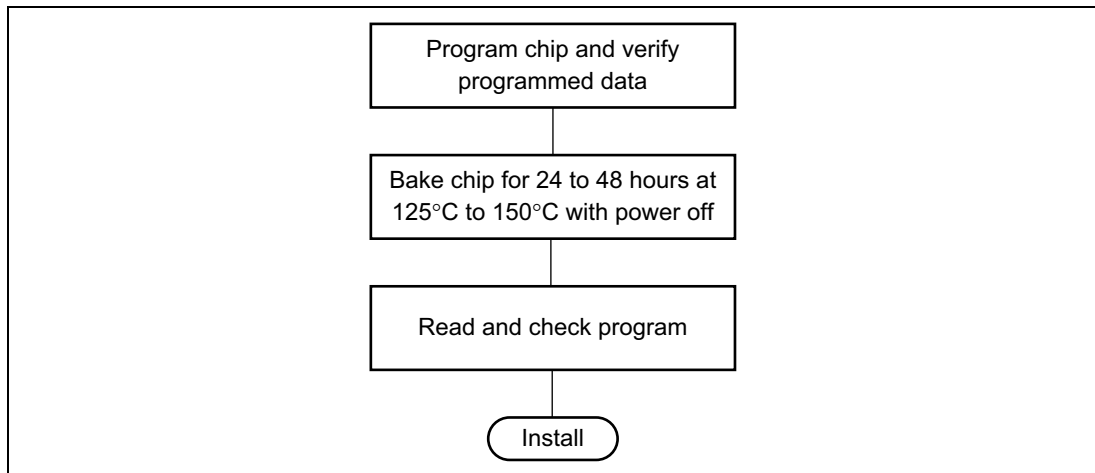 Program chip and verify
programmed data
Bake chip for 24 to 48 hours at
125°C to 150°C with power off
Read and check program
Install